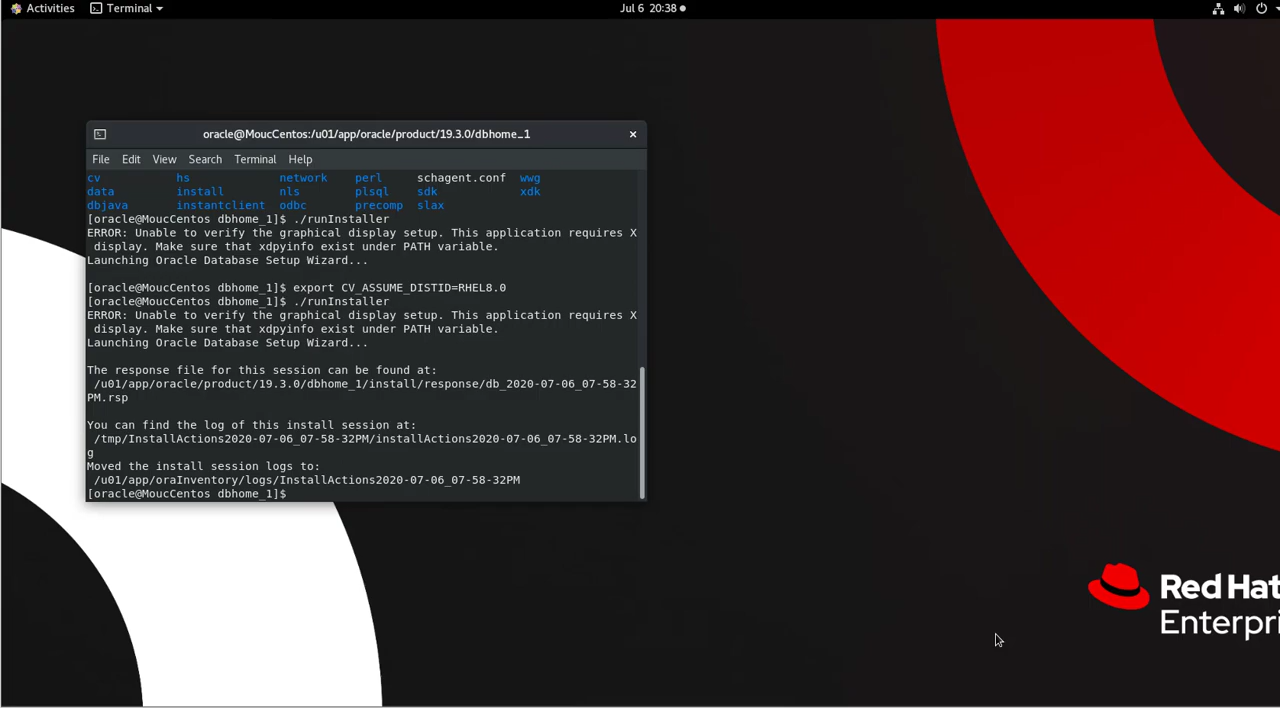 Activities Terminal Jul 6 20:38
oracle@MoucCentos:/u01/app/oracle/product/19.3.0/dbhome_1
File Edit View Search Terminal Help
cv hs network perl schagent.conf wwg
data install nls plsql sdk xdk
dbjava instantclient odbc precomp slax
[oracle@MoucCentos dbhome_1]$ ./runInstaller
ERROR: Unable to verify the graphical display setup. This application requires X
display. Make sure that xdpyinfo exist under PATH variable.
Launching Oracle Database Setup Wizard...
[oracle@MoucCentos dbhome_1]$ export CV_ASSUME_DISTID=RHEL8.0
[oracle@MoucCentos dbhome_1]$ ./runInstaller
ERROR: Unable to verify the graphical display setup. This application requires X
display. Make sure that xdpyinfo exist under PATH variable.
Launching Oracle Database Setup Wizard...
The response file for this session can be found at:
/u01/app/oracle/product/19.3.0/dbhome_1/install/response/db_2020-07-06_07-58-32
PM.rsp
You can find the log of this install session at:
/tmp/InstallActions2020-07-06_07-58-32PM/installActions2020-07-06_07-58-32PM.lo
g
Moved the install session logs to:
/u01/app/oraInventory/logs/InstallActions2020-07-06_07-58-32PM
[oracle@MoucCentos dbhome_1]$
Red Hat
Enterpri